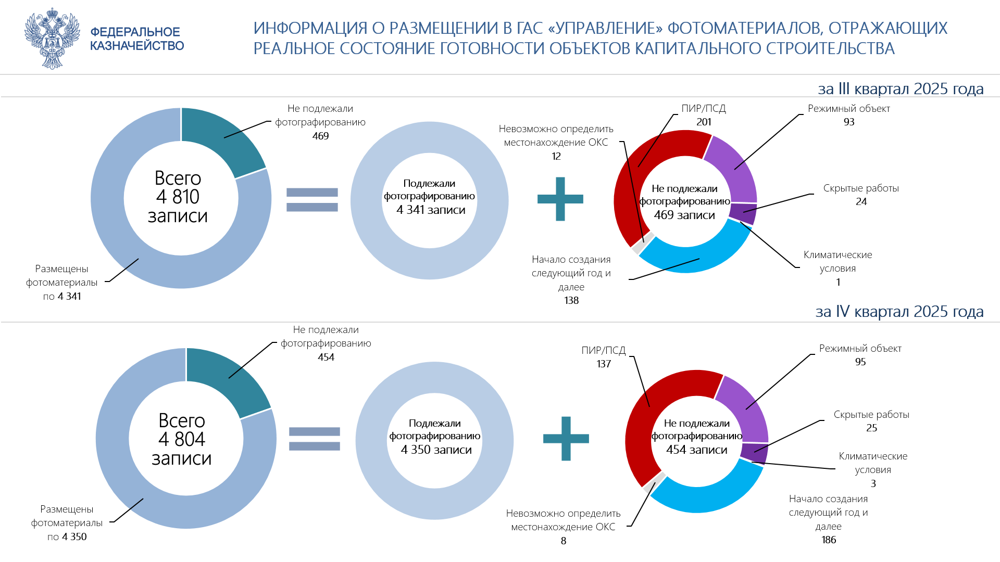 ФЕДЕРАЛЬНОЕ
КАЗНАЧЕЙСТВО
ИНФОРМАЦИЯ О РАЗМЕЩЕНИИ В ГАС «УПРАВЛЕНИЕ» ФОТОМАТЕРИАЛОВ, ОТРАЖАЮЩИХ
РЕАЛЬНОЕ СОСТОЯНИЕ ГОТОВНОСТИ ОБЪЕКТОВ КАПИТАЛЬНОГО СТРОИТЕЛЬСТВА
за III квартал 2025 года
Не подлежали
фотографированию
469
Всего
4 810
записи
Размещены
фотоматериалы
по 4 341
Подлежали
фотографированию
4 341 записи
Невозможно определить
местонахождение ОКС
12
ПИР/ПСД
201
Режимный объект
93
Не подлежали
фотографированию
469 записи
Скрытые работы
24
Климатические
условия
1
Начало создания
следующий год и
далее
138
за IV квартал 2025 года
Не подлежали
фотографированию
454
Всего
4 804
записи
Размещены
фотоматериалы
по 4 350
Подлежали
фотографированию
4 350 записи
ПИР/ПСД
137
Режимный объект
95
Не подлежали
фотографированию
454 записи
Скрытые работы
25
Климатические
условия
3
Начало создания
следующий год и
далее
186
Невозможно определить
местонахождение ОКС
8